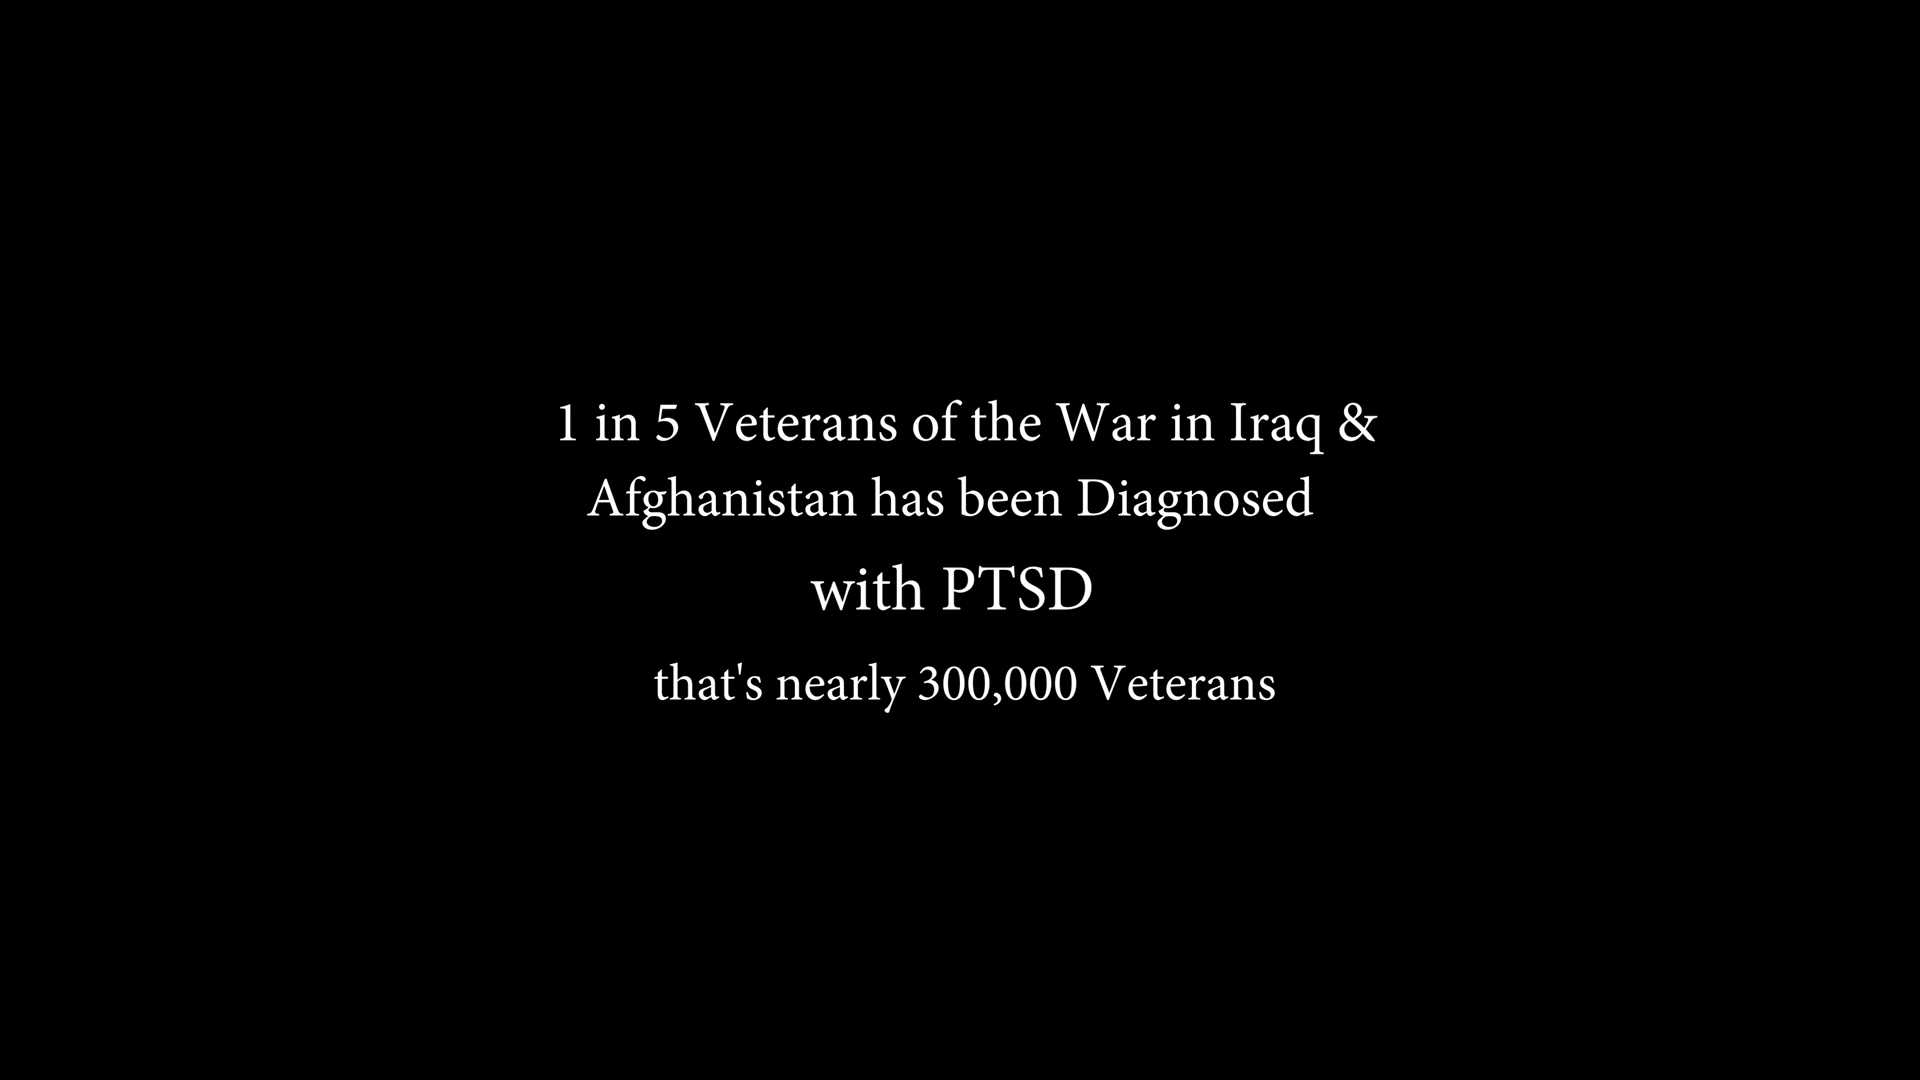 1 in 5 Veterans of the War in Iraq &
Afghanistan has been Diagnosed
with PTSD
that's nearly 300,000 Veterans